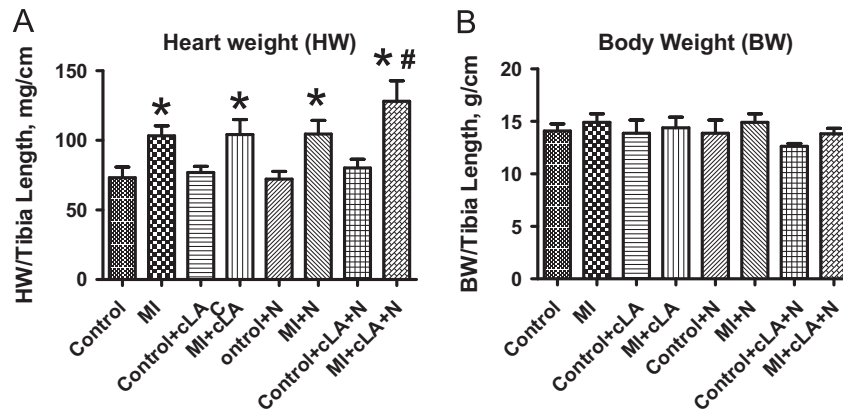 A
Heart weight (HW)
HW/Tibia Length, mg/cm
150
100
50
0
*
*
*
* #
Control
MI
Control+cLA
MI+cLA
C
ontrol+N
MI+N
Control+cLA+N
MI+cLA+N
B
Body Weight (BW)
BW/Tibia Length, g/cm
20
15
10
5
0
Control
MI
Control+cLA
MI+cLA
Control+N
MI+N
Control+cLA+N
MI+cLA+N